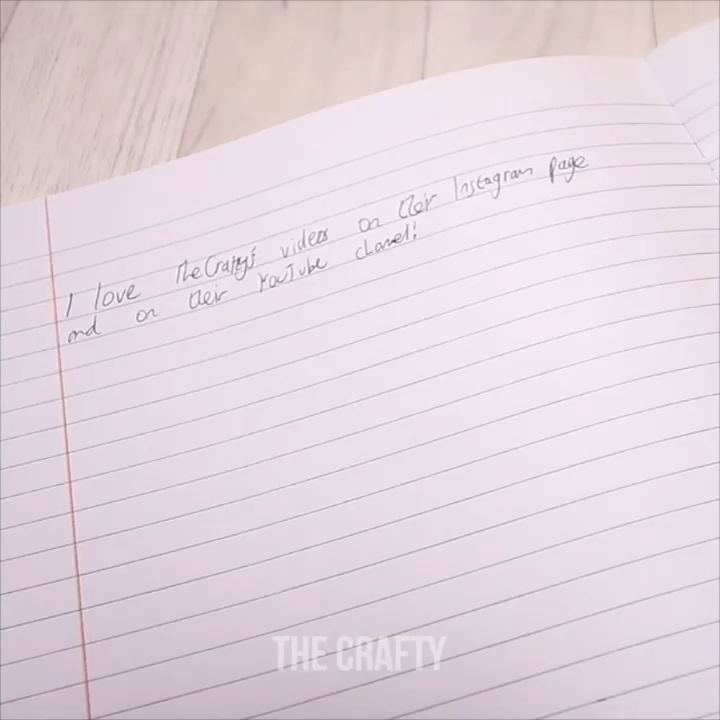 I love TheCrafty's videos on their Instagram page
and on their YouTube channel!
THE CRAFTY